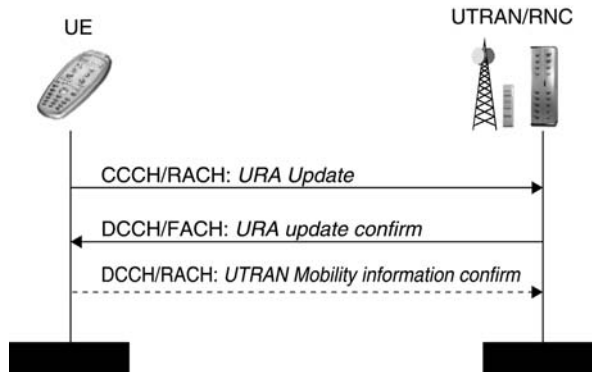 UE
UTRAN/RNC
CCCH/RACH: URA Update
DCCH/FACH: URA update confirm
DCCH/RACH: UTRAN Mobility information confirm